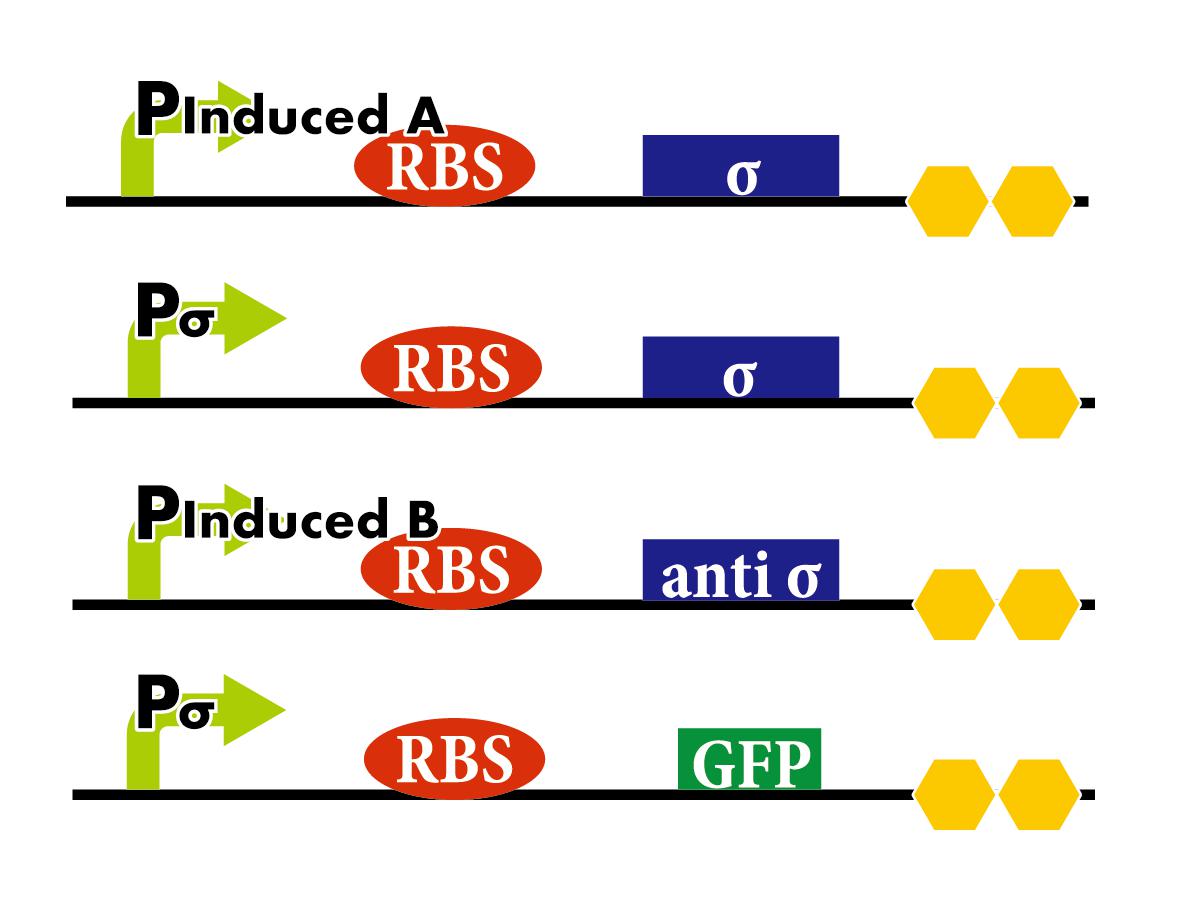 PInduced A
RBS
σ
Pσ
RBS
σ
PInduced B
RBS
anti σ
Pσ
RBS
GFP